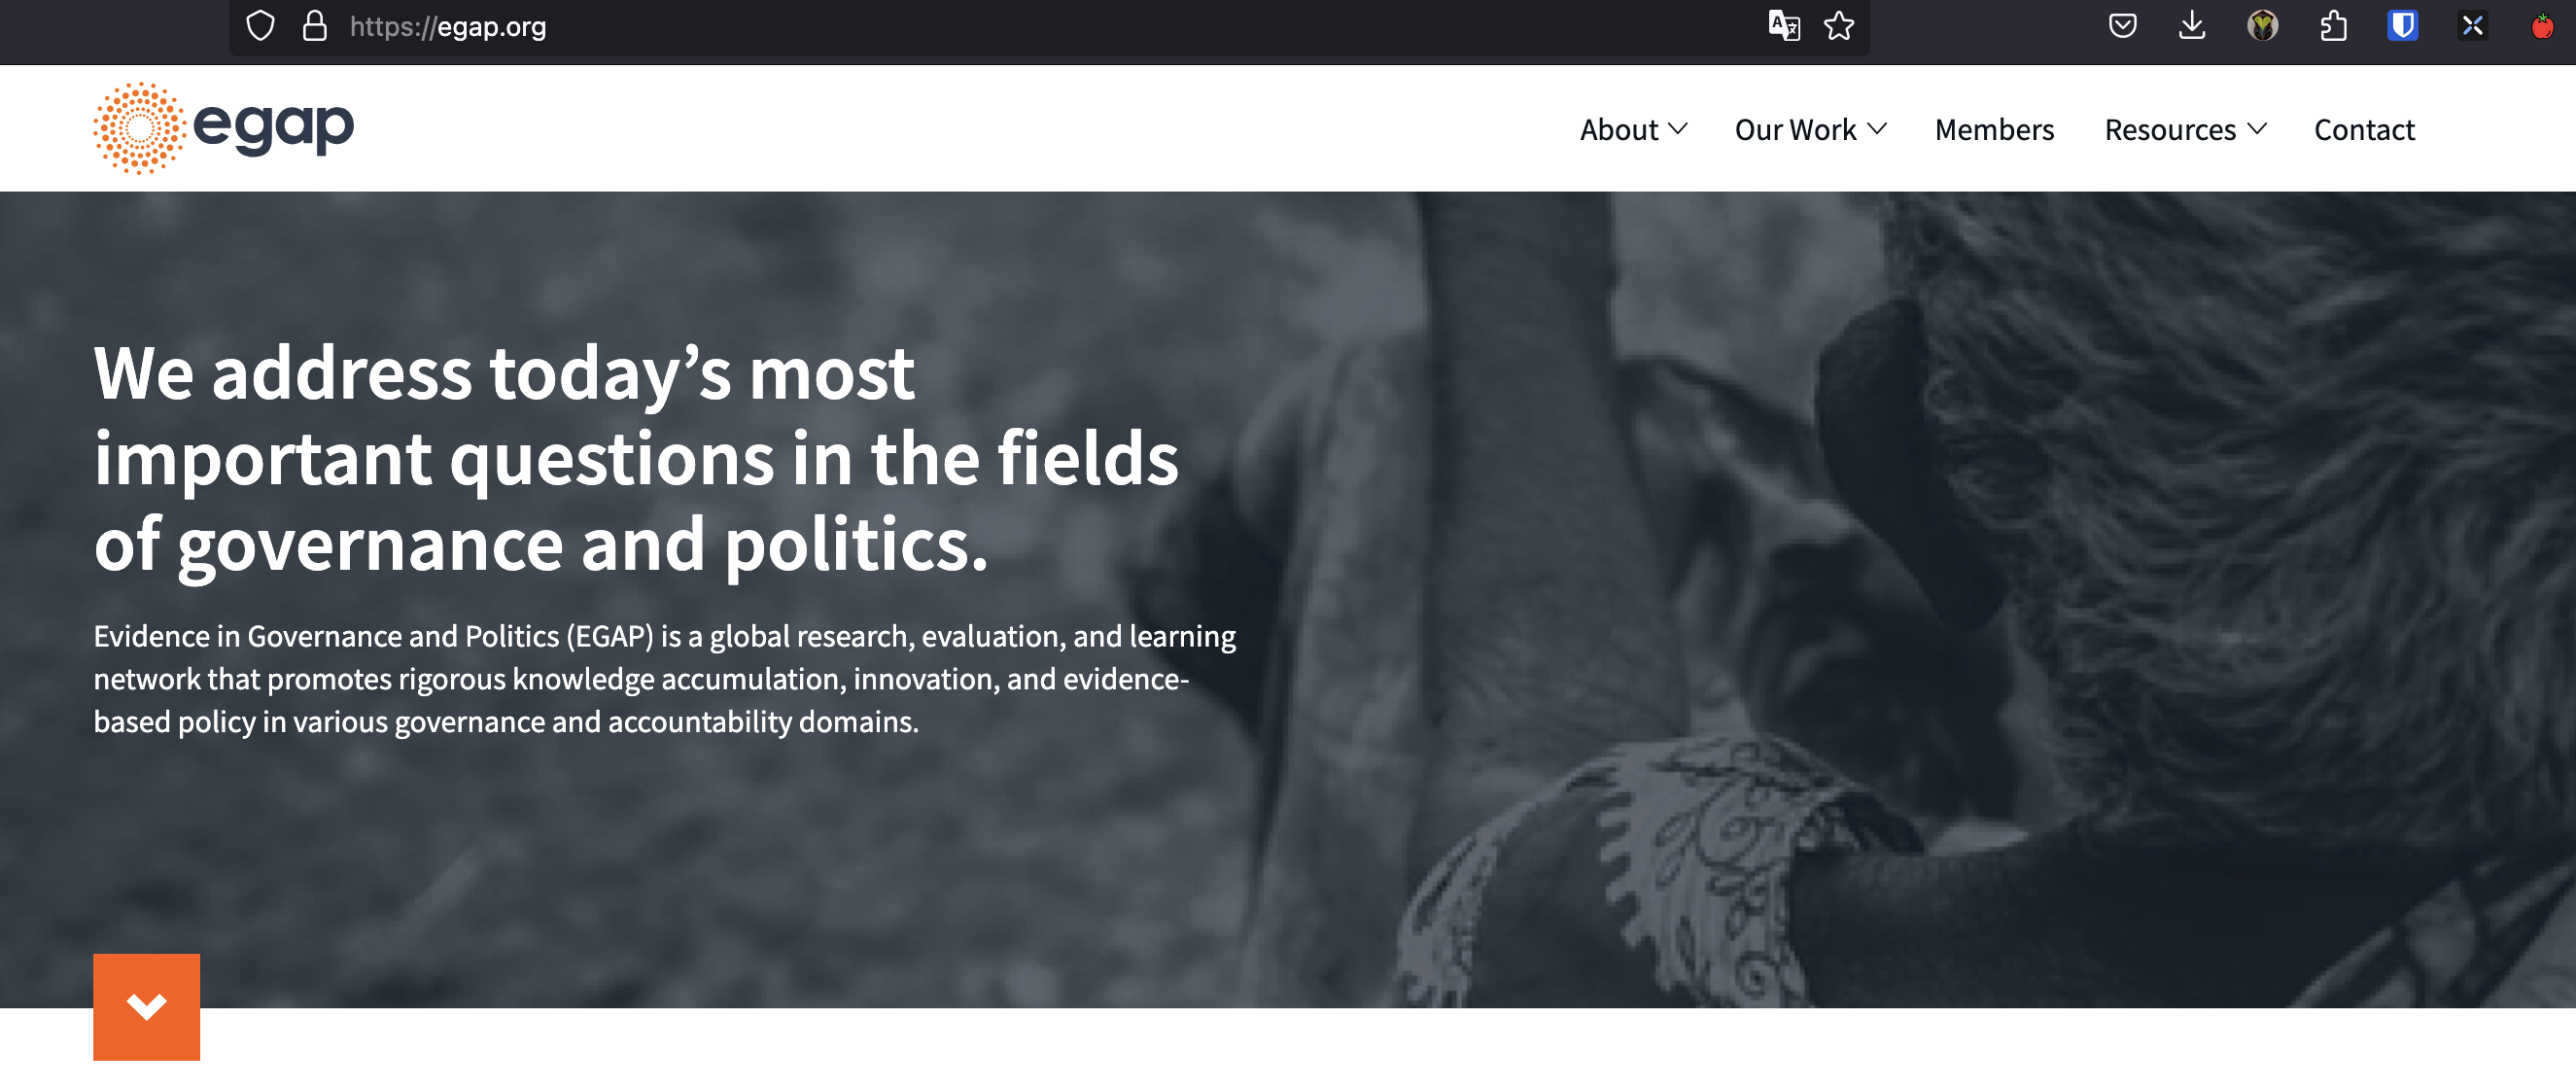 https://egap.org
egap
About
Our Work
Members
Resources
Contact
We address today’s most
important questions in the fields
of governance and politics.
Evidence in Governance and Politics (EGAP) is a global research, evaluation, and learning
network that promotes rigorous knowledge accumulation, innovation, and evidence-
based policy in various governance and accountability domains.